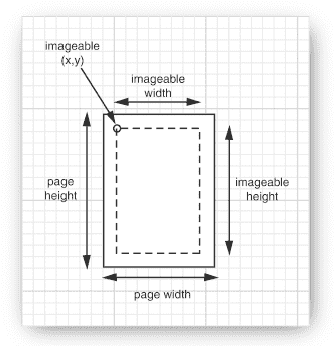 imageable
(x,y)
imageable
width
page
height
imageable
height
page width